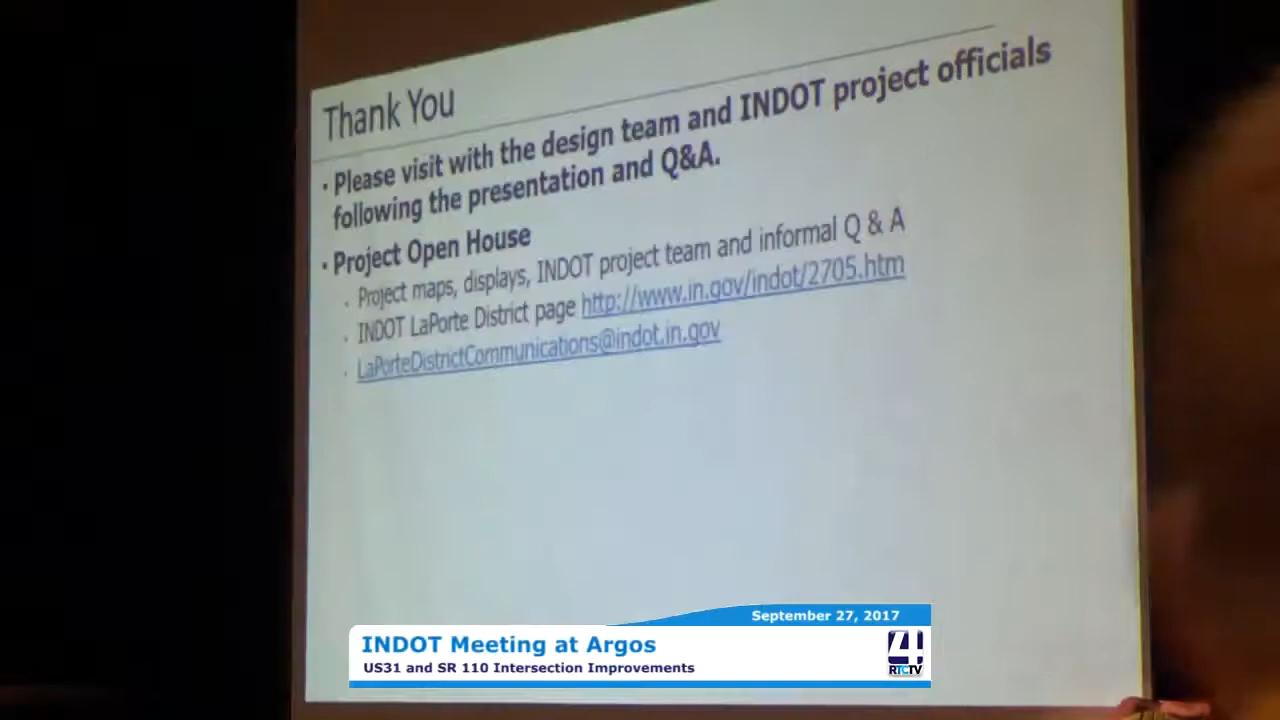 Thank You
· Please visit with the design team and INDOT project officials
following the presentation and Q&A.
· Project Open House
· Project maps, displays, INDOT project team and informal Q & A
· INDOT LaPorte District page http://www.in.gov/indot/2705.htm
· LaPorteDistrictCommunications@indot.in.gov
September 27, 2017
INDOT Meeting at Argos
US31 and SR 110 Intersection Improvements
4
RTCTV